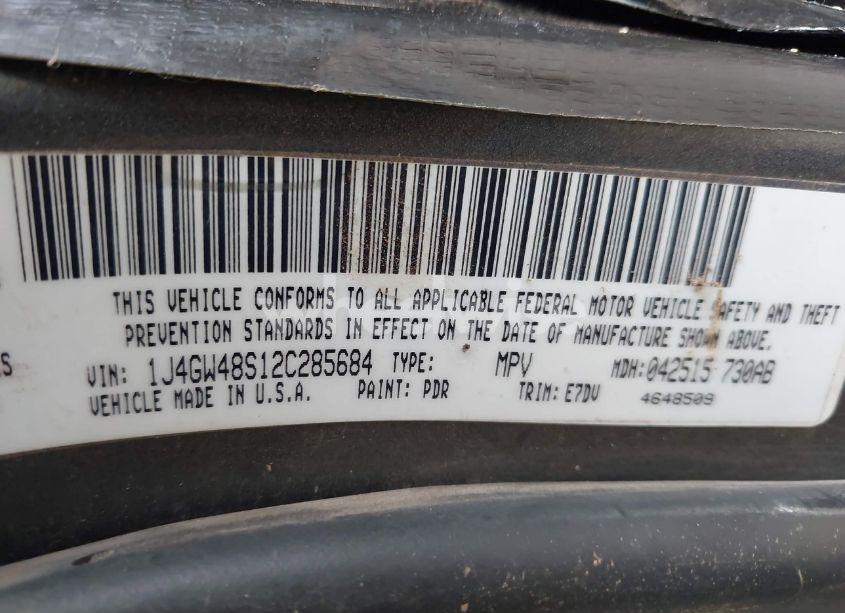 THIS VEHICLE CONFORMS TO ALL APPLICABLE FEDERAL MOTOR VEHICLE SAFETY AND THEFT
PREVENTION STANDARDS IN EFFECT ON THE DATE OF MANUFACTURE SHOWN ABOVE.
VIN: 1J4GW48S12C285684 TYPE: MPV MDH:042515 730AB
VEHICLE MADE IN U.S.A. PAINT: PDR TRIM: E7DV 4648509